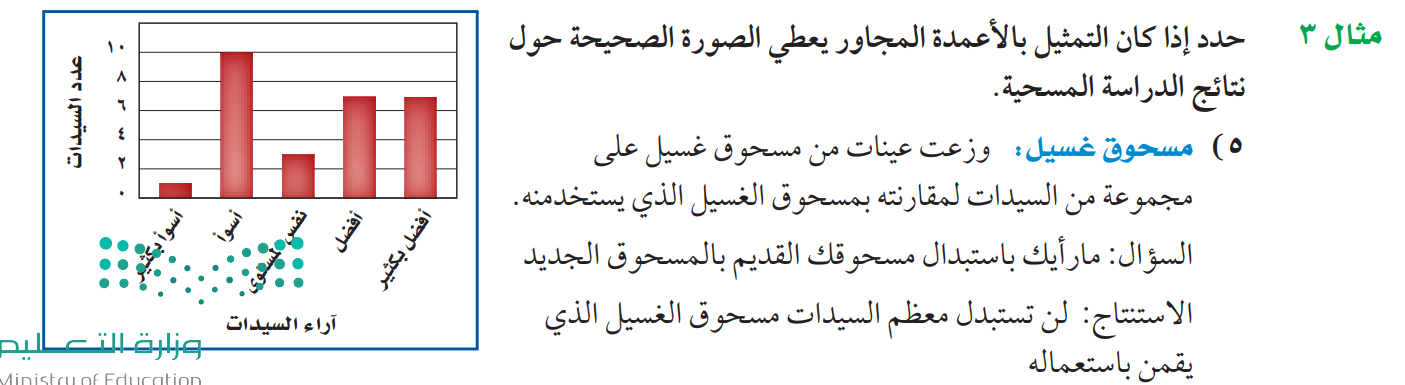 مثال ٣
حدد إذا كان التمثيل بالأعمدة المجاور يعطي الصورة الصحيحة حول
نتائج الدراسة المسحية.
٥) مسحوق غسيل: وزعت عينات من مسحوق غسيل على
مجموعة من السيدات لمقارنته بمسحوق الغسيل الذي يستخدمنه.
السؤال: مارأيك باستبدال مسحوقك القديم بالمسحوق الجديد
الاستنتاج: لن تستبدل معظم السيدات مسحوق الغسيل الذي
يقمن باستعماله
عدد السيدات
١٠
٨
٦
٤
٢
٠
أسوأ بكثير
أسوأ
نفس المستوى
أفضل
أفضل بكثير
آراء السيدات
وزارة التعليم
Ministry of Education